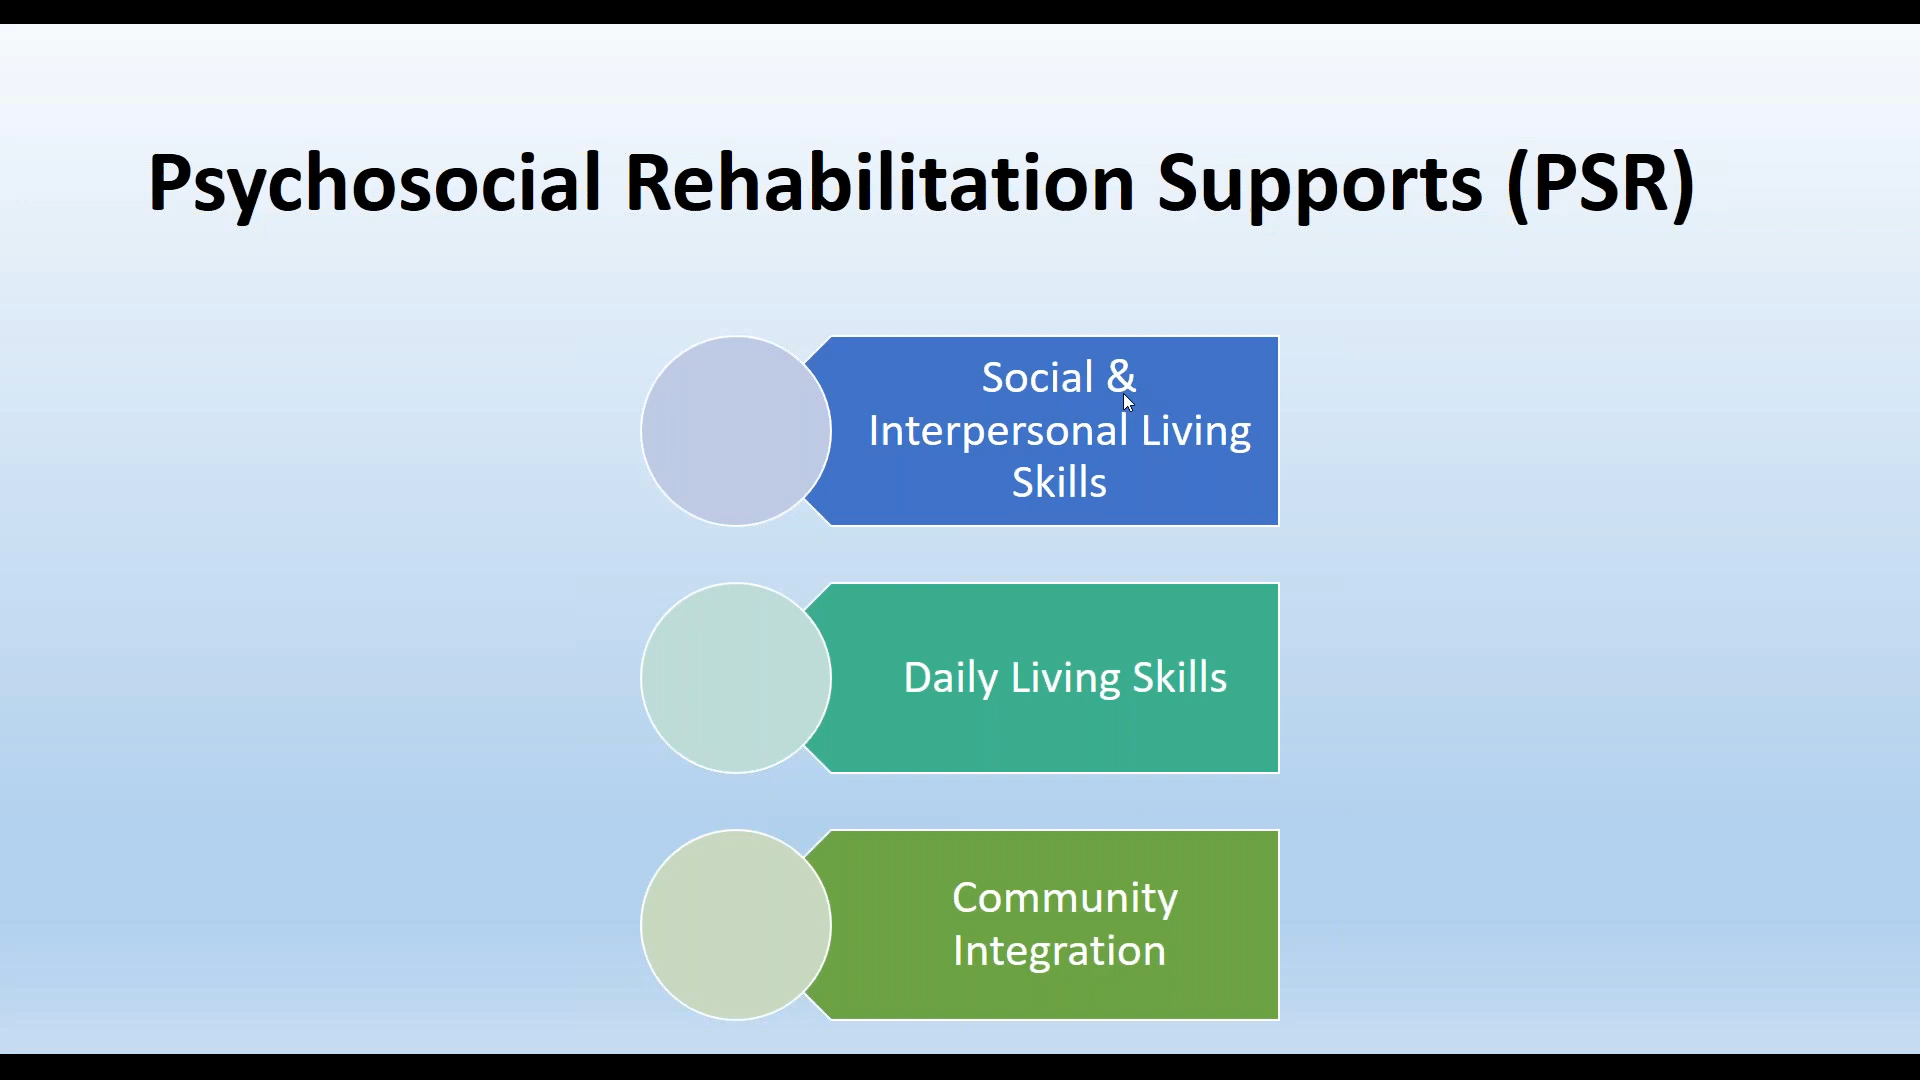 Psychosocial Rehabilitation Supports (PSR)
Social &
Interpersonal Living
Skills
Daily Living Skills
Community
Integration